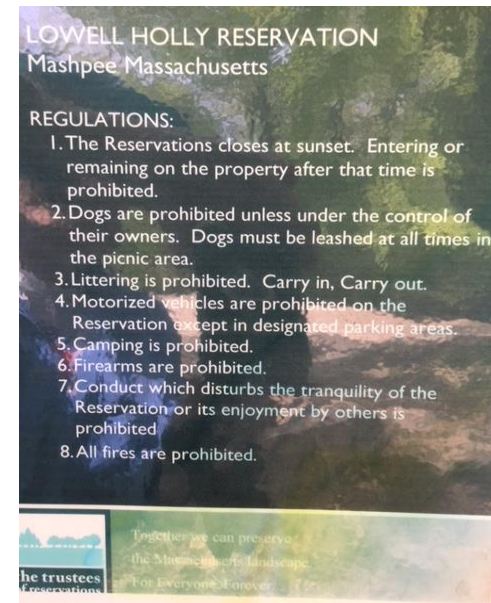 LOWELL HOLLY RESERVATION
Mashpee Massachusetts
REGULATIONS:
1. The Reservations closes at sunset. Entering or
remaining on the property after that time is
prohibited.
2. Dogs are prohibited unless under the control of
their owners. Dogs must be leashed at all times in
the picnic area.
3. Littering is prohibited. Carry in, Carry out.
4. Motorized vehicles are prohibited on the
Reservation except in designated parking areas.
5. Camping is prohibited.
6. Firearms are prohibited.
7. Conduct which disturbs the tranquility of the
Reservation or its enjoyment by others is
prohibited
8. All fires are prohibited.
Together we can preserve
the Massachusetts landscape
For Everyone, Forever
he trustees
f reservations